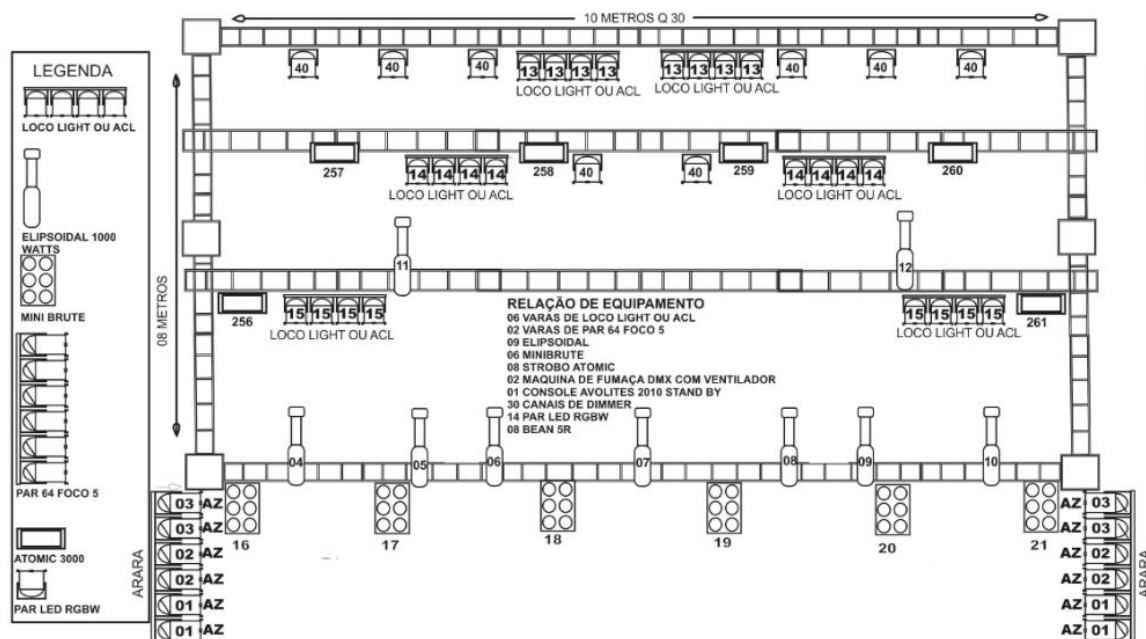 10 METROS Q 30
LEGENDA
LOCO LIGHT OU ACL
ELIPSOIDAL 1000
WATTS
MINI BRUTE
PAR 64 FOCO 5
ATOMIC 3000
PAR LED RGBW
08 METROS
40 40 40 13 13 13 13 13 13 13 13 40 40 40
LOCO LIGHT OU ACL LOCO LIGHT OU ACL
257 14 14 14 14 258 40 40 259 14 14 14 14 260
LOCO LIGHT OU ACL LOCO LIGHT OU ACL
11 12
256 15 15 15 15 15 15 15 15 261
LOCO LIGHT OU ACL LOCO LIGHT OU ACL
RELAÇÃO DE EQUIPAMENTO
06 VARAS DE LOCO LIGHT OU ACL
02 VARAS DE PAR 64 FOCO 5
09 ELIPSOIDAL
06 MINIBRUTE
08 STROBO ATOMIC
02 MAQUINA DE FUMAÇA DMX COM VENTILADOR
01 CONSOLE AVOLITES 2010 STAND BY
30 CANAIS DE DIMMER
14 PAR LED RGBW
08 BEAN 5R
04 05 06 07 08 09 10
16 17 18 19 20 21
ARARA
03 AZ
03 AZ
02 AZ
02 AZ
01 AZ
01 AZ
AZ 03
AZ 03
AZ 02
AZ 02
AZ 01
AZ 01
ARARA